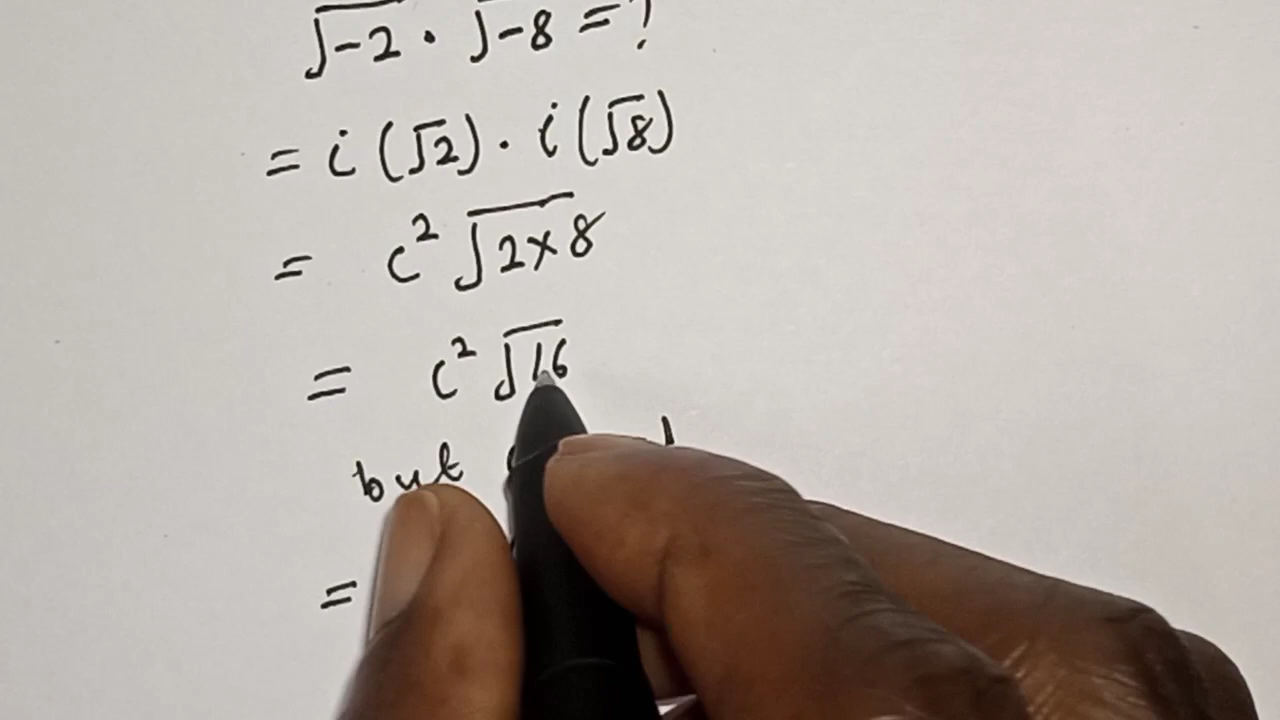 √-2 · √-8 = ?
= i (√2) · i (√8)
= i² √2×8
= i² √16
but
=